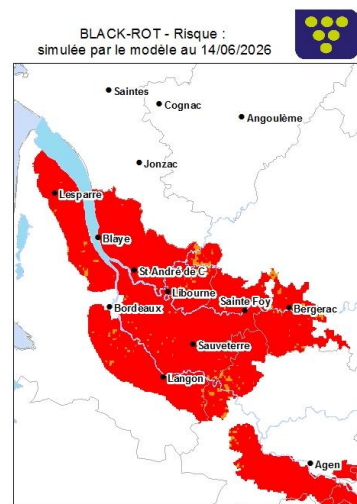 BLACK-ROT - Risque :
simulée par le modèle au 14/06/2026
Saintes
Cognac
Angoulême
Jonzac
Lesparre
Blaye
St André de C
Libourne
Sainte Foy
Bergerac
Bordeaux
Sauveterre
Langon
Agen